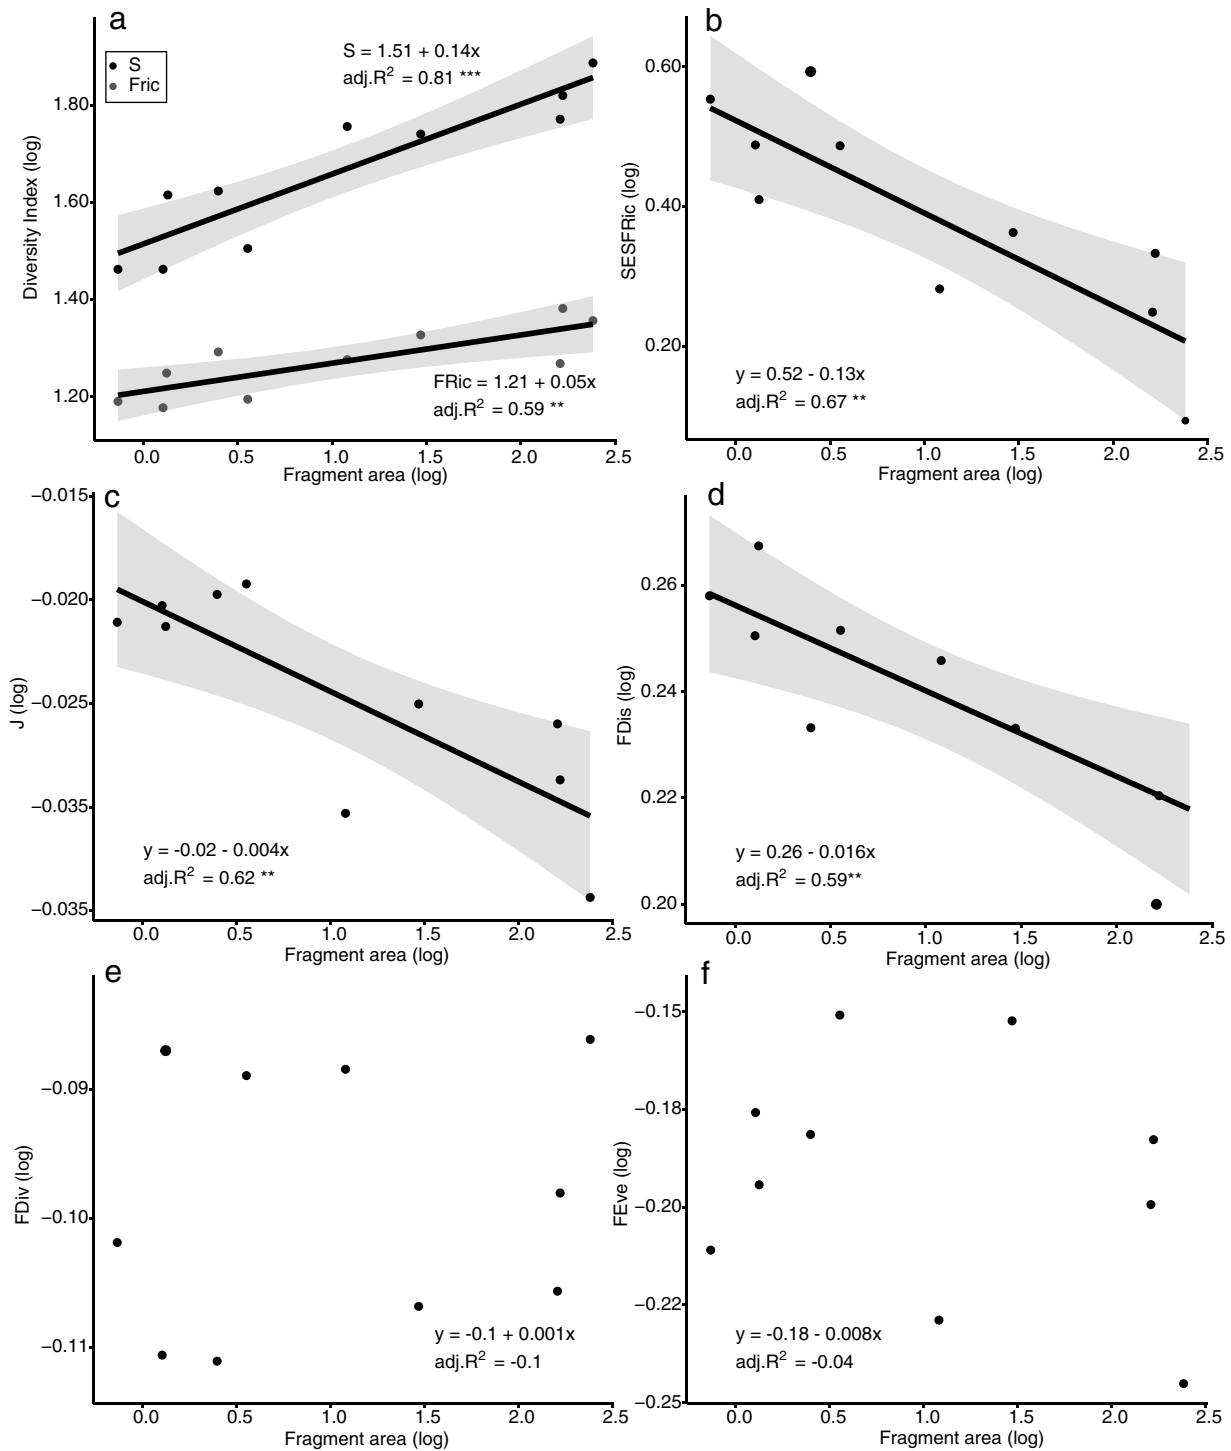 a
S
Fric
S = 1.51 + 0.14x
adj.R² = 0.81 ***
FRic = 1.21 + 0.05x
adj.R² = 0.59 **
Diversity Index (log)
1.80
1.60
1.40
1.20
0.0 0.5 1.0 1.5 2.0 2.5
Fragment area (log)
b
SESFRic (log)
0.60
0.40
0.20
y = 0.52 - 0.13x
adj.R² = 0.67 **
0.0 0.5 1.0 1.5 2.0 2.5
Fragment area (log)
c
J (log)
−0.015
−0.020
−0.025
−0.035
−0.035
y = -0.02 - 0.004x
adj.R² = 0.62 **
0.0 0.5 1.0 1.5 2.0 2.5
Fragment area (log)
d
FDis (log)
0.26
0.24
0.22
0.20
y = 0.26 - 0.016x
adj.R² = 0.59**
0.0 0.5 1.0 1.5 2.0 2.5
Fragment area (log)
e
FDiv (log)
−0.09
−0.10
−0.11
y = -0.1 + 0.001x
adj.R² = -0.1
0.0 0.5 1.0 1.5 2.0 2.5
Fragment area (log)
f
FEve (log)
−0.15
−0.18
−0.20
−0.22
−0.25
y = -0.18 - 0.008x
adj.R² = -0.04
0.0 0.5 1.0 1.5 2.0 2.5
Fragment area (log)